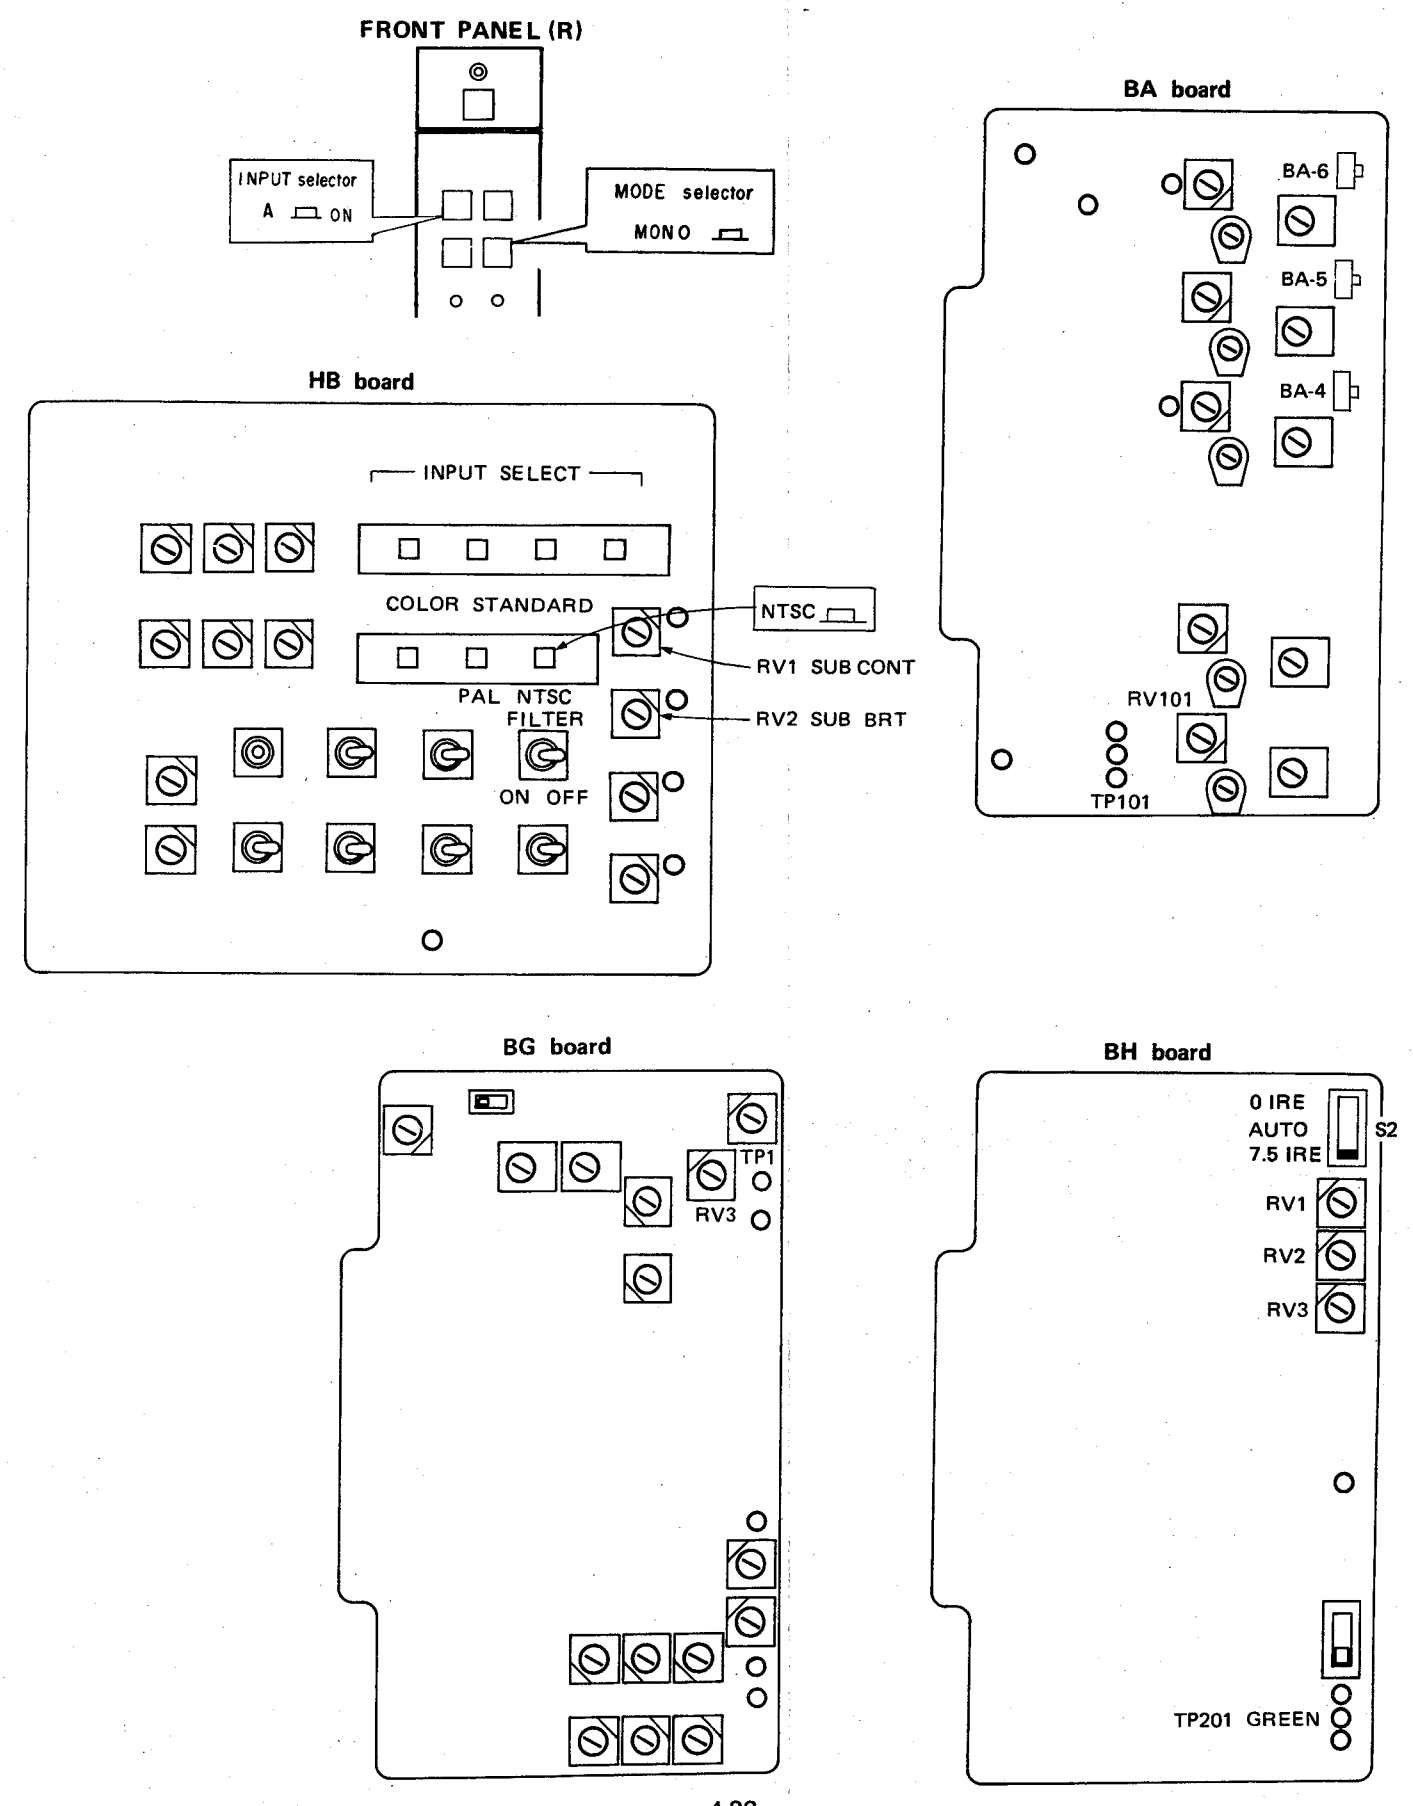 FRONT PANEL (R)
INPUT selector
A ON
MODE selector
MONO
BA board
BA-6
BA-5
BA-4
RV101
TP101
HB board
INPUT SELECT
COLOR STANDARD
NTSC
RV1 SUB CONT
PAL NTSC
FILTER
RV2 SUB BRT
ON OFF
BG board
TP1
RV3
BH board
0 IRE
AUTO
S2
7.5 IRE
RV1
RV2
RV3
TP201 GREEN